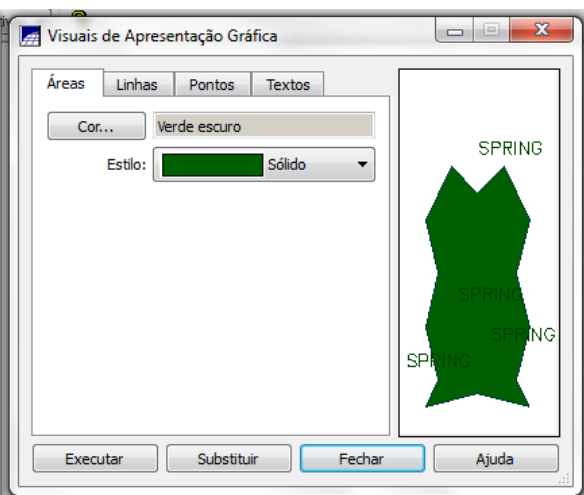 Visuais de Apresentação Gráfica
Áreas Linhas Pontos Textos
Cor... Verde escuro
Estilo: Sólido
SPRING
SPRING
SPRING
SPRING
Executar Substituir Fechar Ajuda